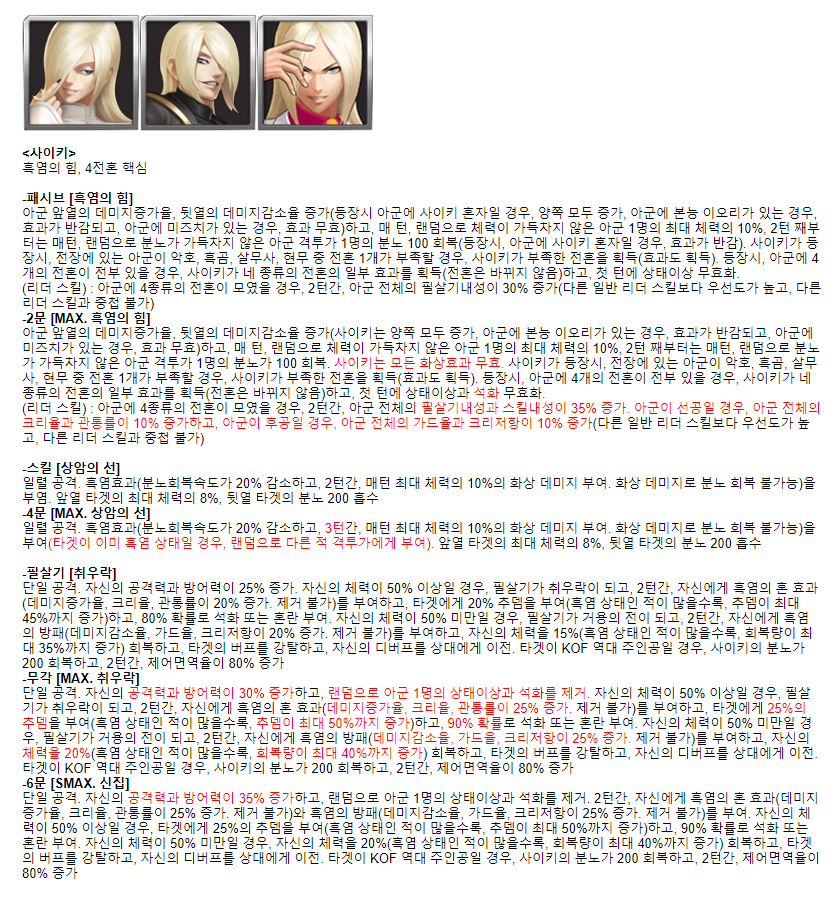 <사이키>
흑염의 힘, 4전혼 핵심
-패시브 [흑염의 힘]
아군 앞열의 데미지증가율, 뒷열의 데미지감소율 증가(등장시 아군에 사이키 혼자일 경우, 양쪽 모두 증가, 아군에 본능 이오리가 있는 경우,
효과가 반감되고, 아군에 미즈치가 있는 경우, 효과 무효)하고, 매 턴, 랜덤으로 체력이 가득차지 않은 아군 1명의 최대 체력의 10%, 2턴 째부
터는 매턴, 랜덤으로 분노가 가득차지 않은 아군 격투가 1명의 분노 100 회복(등장시, 아군에 사이키 혼자일 경우, 효과가 반감). 사이키가 등
장시, 전장에 있는 아군이 악호, 흑곰, 살무사, 현무 중 전혼 1개가 부족할 경우, 사이키가 부족한 전혼을 획득(효과도 획득). 등장시, 아군에 4
개의 전혼이 전부 있을 경우, 사이키가 네 종류의 전혼의 일부 효과를 획득(전혼은 바뀌지 않음)하고, 첫 턴에 상태이상 무효화.
(리더 스킬) : 아군에 4종류의 전혼이 모였을 경우, 2턴간, 아군 전체의 필살기내성이 30% 증가(다른 일반 리더 스킬보다 우선도가 높고, 다른
리더 스킬과 중첩 불가)
-2문 [MAX. 흑염의 힘]
아군 앞열의 데미지증가율, 뒷열의 데미지감소율 증가(사이키는 양쪽 모두 증가, 아군에 본능 이오리가 있는 경우, 효과가 반감되고, 아군에
미즈치가 있는 경우, 효과 무효)하고, 매 턴, 랜덤으로 체력이 가득차지 않은 아군 1명의 최대 체력의 10%, 2턴 째부터는 매턴, 랜덤으로 분노
가 가득차지 않은 아군 격투가 1명의 분노가 100 회복. 사이키는 모든 화상효과 무효. 사이키가 등장시, 전장에 있는 아군이 악호, 흑곰, 살무
사, 현무 중 전혼 1개가 부족할 경우, 사이키가 부족한 전혼을 획득(효과도 획득). 등장시, 아군에 4개의 전혼이 전부 있을 경우, 사이키가 네
종류의 전혼의 일부 효과를 획득(전혼은 바뀌지 않음)하고, 첫 턴에 상태이상과 석화 무효화.
(리더 스킬) : 아군에 4종류의 전혼이 모였을 경우, 2턴간, 아군 전체의 필살기내성과 스킬내성이 35% 증가. 아군이 선공일 경우, 아군 전체의
크리율과 관통률이 10% 증가하고, 아군이 후공일 경우, 아군 전체의 가드율과 크리저항이 10% 증가(다른 일반 리더 스킬보다 우선도가 높
고, 다른 리더 스킬과 중첩 불가)
-스킬 [상암의 선]
일렬 공격. 흑염효과(분노회복속도가 20% 감소하고, 2턴간, 매턴 최대 체력의 10%의 화상 데미지 부여. 화상 데미지로 분노 회복 불가능)을
부염. 앞열 타겟의 최대 체력의 8%, 뒷열 타겟의 분노 200 흡수
-4문 [MAX. 상암의 선]
일렬 공격. 흑염효과(분노회복속도가 20% 감소하고, 3턴간, 매턴 최대 체력의 10%의 화상 데미지 부여. 화상 데미지로 분노 회복 불가능)을
부여(타겟이 이미 흑염 상태일 경우, 랜덤으로 다른 적 격투가에게 부여). 앞열 타겟의 최대 체력의 8%, 뒷열 타겟의 분노 200 흡수
-필살기 [취우락]
단일 공격. 자신의 공격력과 방어력이 25% 증가. 자신의 체력이 50% 이상일 경우, 필살기가 취우락이 되고, 2턴간, 자신에게 흑염의 혼 효과
(데미지증가율, 크리율, 관통률이 20% 증가. 제거 불가)를 부여하고, 타겟에게 20% 추뎀을 부여(흑염 상태인 적이 많을수록, 추뎀이 최대
45%까지 증가)하고, 80% 확률로 석화 또는 혼란 부여. 자신의 체력이 50% 미만일 경우, 필살기가 거용의 전이 되고, 2턴간, 자신에게 흑염
의 방패(데미지감소율, 가드율, 크리저항이 20% 증가. 제거 불가)를 부여하고, 자신의 체력을 15%(흑염 상태인 적이 많을수록, 회복량이 최
대 35%까지 증가) 회복하고, 타겟의 버프를 강탈하고, 자신의 디버프를 상대에게 이전. 타겟이 KOF 역대 주인공일 경우, 사이키의 분노가
200 회복하고, 2턴간, 제어면역율이 80% 증가
-무각 [MAX. 취우락]
단일 공격. 자신의 공격력과 방어력이 30% 증가하고, 랜덤으로 아군 1명의 상태이상과 석화를 제거. 자신의 체력이 50% 이상일 경우, 필살
기가 취우락이 되고, 2턴간, 자신에게 흑염의 혼 효과(데미지증가율, 크리율, 관통률이 25% 증가. 제거 불가)를 부여하고, 타겟에게 25%의
추뎀을 부여(흑염 상태인 적이 많을수록, 추뎀이 최대 50%까지 증가)하고, 90% 확률로 석화 또는 혼란 부여. 자신의 체력이 50% 미만일 경
우, 필살기가 거용의 전이 되고, 2턴간, 자신에게 흑염의 방패(데미지감소율, 가드율, 크리저항이 25% 증가. 제거 불가)를 부여하고, 자신의
체력을 20%(흑염 상태인 적이 많을수록, 회복량이 최대 40%까지 증가) 회복하고, 타겟의 버프를 강탈하고, 자신의 디버프를 상대에게 이전.
타겟이 KOF 역대 주인공일 경우, 사이키의 분노가 200 회복하고, 2턴간, 제어면역율이 80% 증가
-6문 [SMAX. 신집]
단일 공격. 자신의 공격력과 방어력이 35% 증가하고, 랜덤으로 아군 1명의 상태이상과 석화를 제거. 2턴간, 자신에게 흑염의 혼 효과(데미지
증가율, 크리율, 관통률이 25% 증가. 제거 불가)와 흑염의 방패(데미지감소율, 가드율, 크리저항이 25% 증가. 제거 불가)를 부여. 자신의 체
력이 50% 이상일 경우, 타겟에게 25%의 추뎀을 부여(흑염 상태인 적이 많을수록, 추뎀이 최대 50%까지 증가)하고, 90% 확률로 석화 또는
혼란 부여. 자신의 체력이 50% 미만일 경우, 자신의 체력을 20%(흑염 상태인 적이 많을수록, 회복량이 최대 40%까지 증가) 회복하고, 타겟
의 버프를 강탈하고, 자신의 디버프를 상대에게 이전. 타겟이 KOF 역대 주인공일 경우, 사이키의 분노가 200 회복하고, 2턴간, 제어면역율이
80% 증가